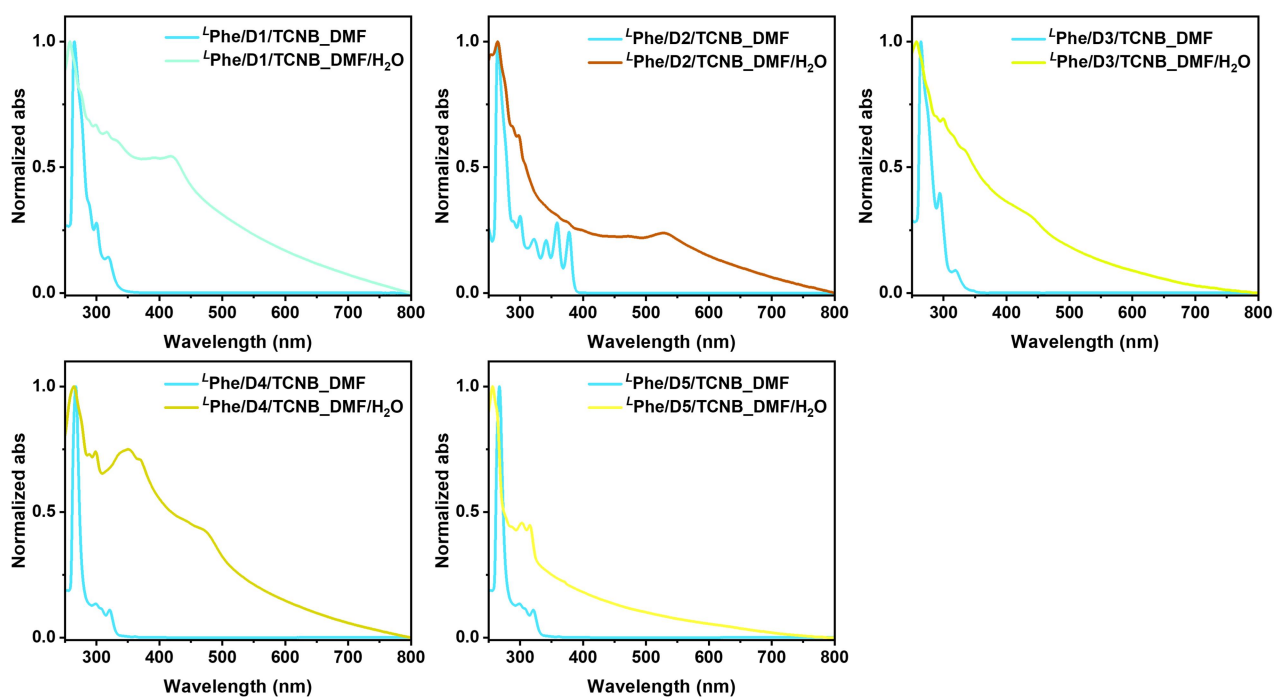 ᴸPhe/D1/TCNB_DMF
ᴸPhe/D1/TCNB_DMF/H₂O
1.0
0.5
0.0
Normalized abs
300 400 500 600 700 800
Wavelength (nm)
ᴸPhe/D2/TCNB_DMF
ᴸPhe/D2/TCNB_DMF/H₂O
1.0
0.5
0.0
Normalized abs
300 400 500 600 700 800
Wavelength (nm)
ᴸPhe/D3/TCNB_DMF
ᴸPhe/D3/TCNB_DMF/H₂O
1.0
0.5
0.0
Normalized abs
300 400 500 600 700 800
Wavelength (nm)
ᴸPhe/D4/TCNB_DMF
ᴸPhe/D4/TCNB_DMF/H₂O
1.0
0.5
0.0
Normalized abs
300 400 500 600 700 800
Wavelength (nm)
ᴸPhe/D5/TCNB_DMF
ᴸPhe/D5/TCNB_DMF/H₂O
1.0
0.5
0.0
Normalized abs
300 400 500 600 700 800
Wavelength (nm)